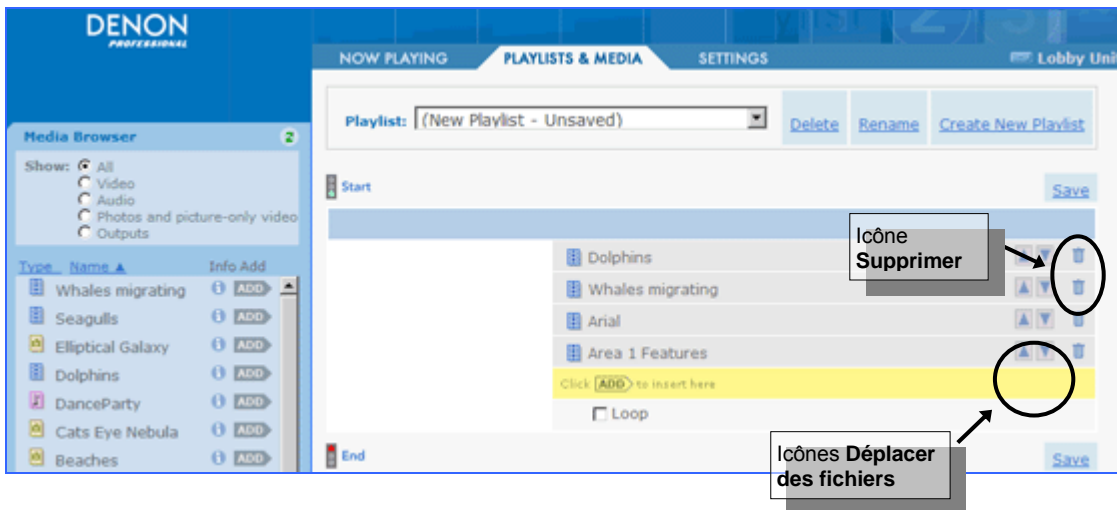 DENON
PROFESSIONAL
NOW PLAYING PLAYLISTS & MEDIA SETTINGS Lobby Uni
Playlist: (New Playlist - Unsaved) Delete Rename Create New Playlist
Media Browser
Show: All
Video
Audio
Photos and picture-only video
Outputs
Type Name Info Add
Whales migrating ADD
Seagulls ADD
Elliptical Galaxy ADD
Dolphins ADD
DanceParty ADD
Cats Eye Nebula ADD
Beaches ADD
Start Save
Icône
Supprimer
Dolphins
Whales migrating
Arial
Area 1 Features
Click ADD to insert here
Loop
End Save
Icônes Déplacer
des fichiers